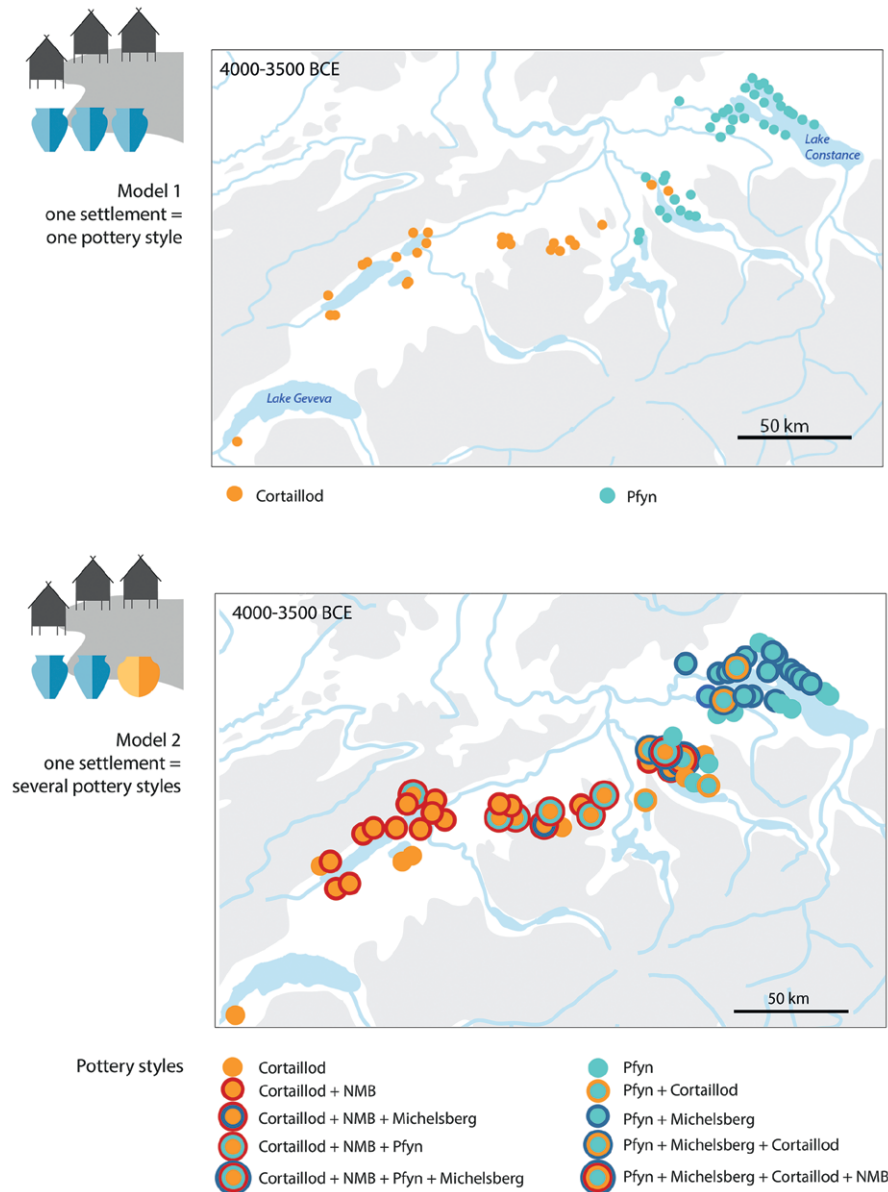 4000-3500 BCE
Lake
Constance
Model 1
one settlement =
one pottery style
Lake Geveva
50 km
Cortaillod
Pfyn
4000-3500 BCE
Model 2
one settlement =
several pottery styles
50 km
Pottery styles
Cortaillod
Cortaillod + NMB
Cortaillod + NMB + Michelsberg
Cortaillod + NMB + Pfyn
Cortaillod + NMB + Pfyn + Michelsberg
Pfyn
Pfyn + Cortaillod
Pfyn + Michelsberg
Pfyn + Michelsberg + Cortaillod
Pfyn + Michelsberg + Cortaillod + NMB